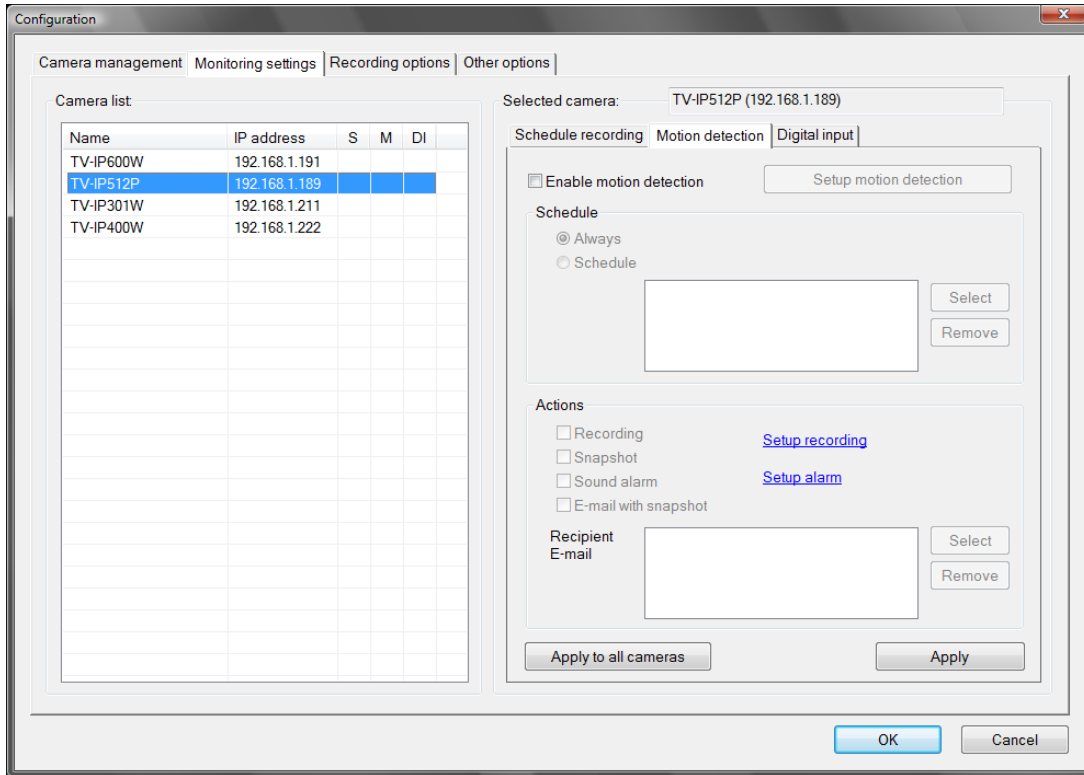 Configuration
Camera management Monitoring settings Recording options Other options
Camera list:
Name IP address S M DI
TV-IP600W 192.168.1.191
TV-IP512P 192.168.1.189
TV-IP301W 192.168.1.211
TV-IP400W 192.168.1.222
Selected camera: TV-IP512P (192.168.1.189)
Schedule recording Motion detection Digital input
Enable motion detection Setup motion detection
Schedule
Always
Schedule
Select
Remove
Actions
Recording Setup recording
Snapshot
Sound alarm Setup alarm
E-mail with snapshot
Recipient
E-mail
Select
Remove
Apply to all cameras Apply
OK Cancel